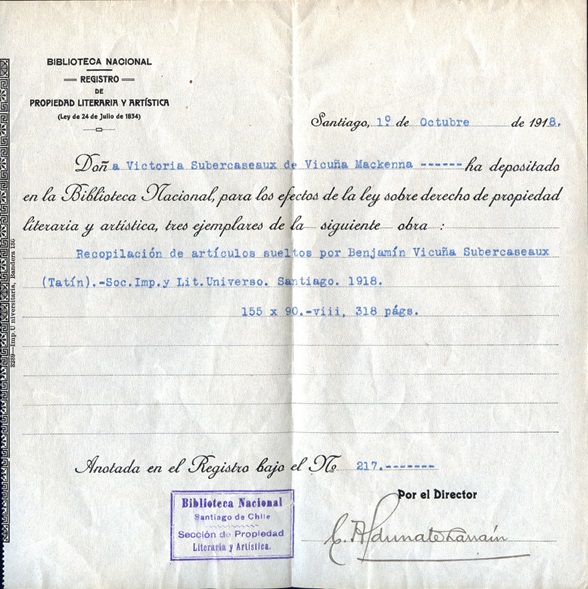 BIBLIOTECA NACIONAL
REGISTRO
DE
PROPIEDAD LITERARIA Y ARTÍSTICA
(Ley de 24 de Julio de 1834)
Santiago, 1º de Octubre de 1918.
Doña Victoria Subercaseaux de Vicuña Mackenna ------ ha depositado
en la Biblioteca Nacional, para los efectos de la ley sobre derecho de propiedad
literaria y artistica, tres ejemplares de la siguiente obra :
Recopilación de artículos sueltos por Benjamín Vicuña Subercaseaux
(Tatín).-Soc.Imp.y Lit.Universo. Santiago. 1918.
155 x 90.-viii, 318 págs.
Anotada en el Registro bajo el Nº 217.-------
Por el Director
Biblioteca Nacional
Santiago de Chile
Sección de Propiedad
Literaria y Artística.